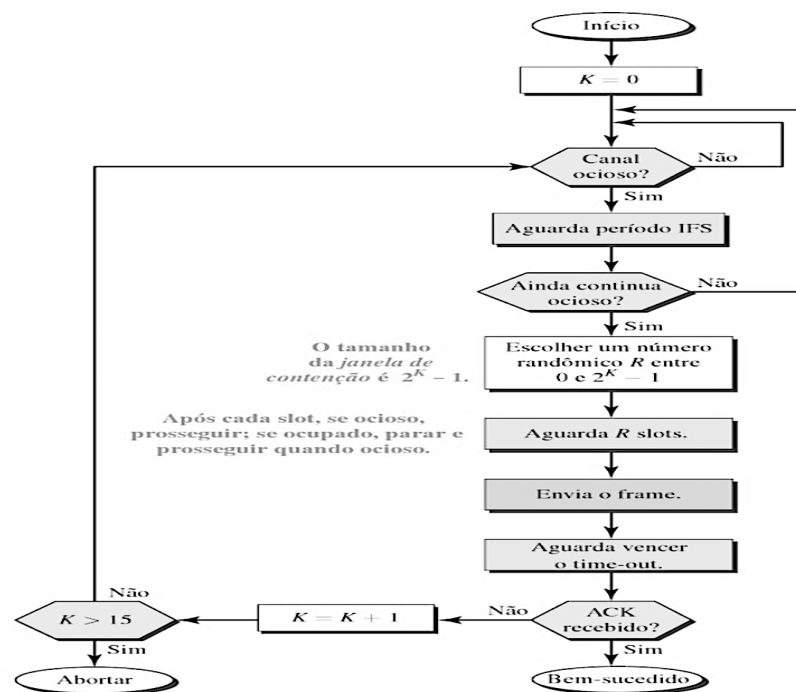 Início
K = 0
Canal
ocioso?
Não
Sim
Aguarda período IFS
Ainda continua
ocioso?
Não
Sim
O tamanho
da janela de
contenção é 2^K – 1.
Escolher um número
randômico R entre
0 e 2^K – 1
Após cada slot, se ocioso,
prosseguir; se ocupado, parar e
prosseguir quando ocioso.
Aguarda R slots.
Envia o frame.
Aguarda vencer
o time-out.
ACK
recebido?
Não
Sim
K = K + 1
K > 15
Não
Sim
Abortar
Bem-sucedido